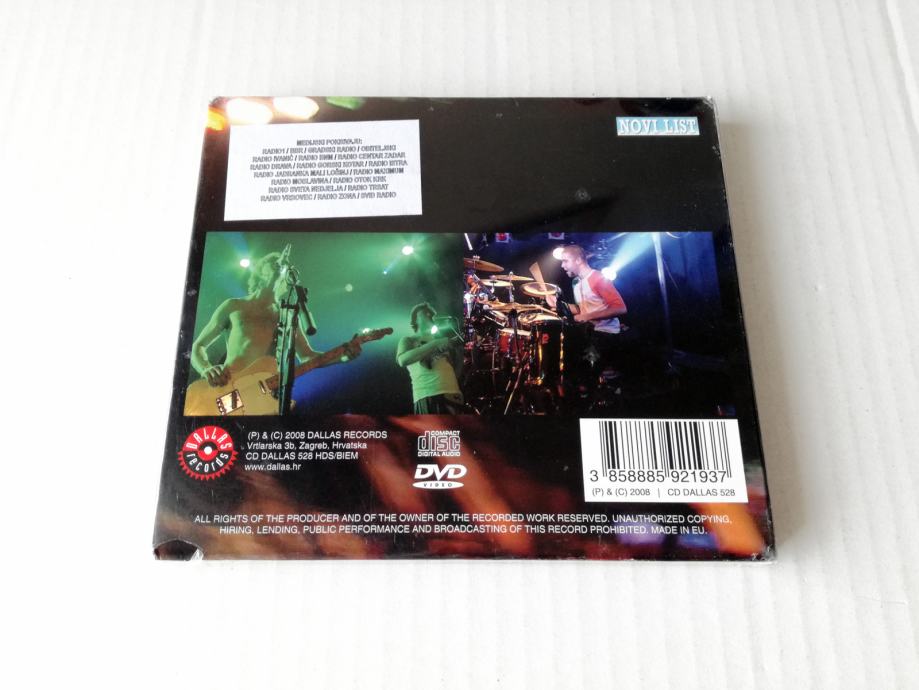 NOVI LIST
MEDIJSKI POKRIVAJU:
RADIO1 / BBR / GRADSKI RADIO / OBITELJSKI
RADIO IVANIĆ / RADIO BNM / RADIO CENTAR ZADAR
RADIO DRAVA / RADIO GORSKI KOTAR / RADIO ISTRA
RADIO JADRANKA MALI LOŠINJ / RADIO MAXIMUM
RADIO MOSLAVINA / RADIO OTOK KRK
RADIO SVETA NEDJELJA / RADIO TRSAT
RADIO VRBOVEC / RADIO ZONA / SVID RADIO
DALLAS
records
(P) & (C) 2008 DALLAS RECORDS
Vrtlarska 3b, Zagreb, Hrvatska
CD DALLAS 528 HDS/BIEM
www.dallas.hr
COMPACT
disc
DIGITAL AUDIO
DVD
VIDEO
3 858885 921937
(P) & (C) 2008 | CD DALLAS 528
ALL RIGHTS OF THE PRODUCER AND OF THE OWNER OF THE RECORDED WORK RESERVED. UNAUTHORIZED COPYING,
HIRING, LENDING, PUBLIC PERFORMANCE AND BROADCASTING OF THIS RECORD PROHIBITED. MADE IN EU.